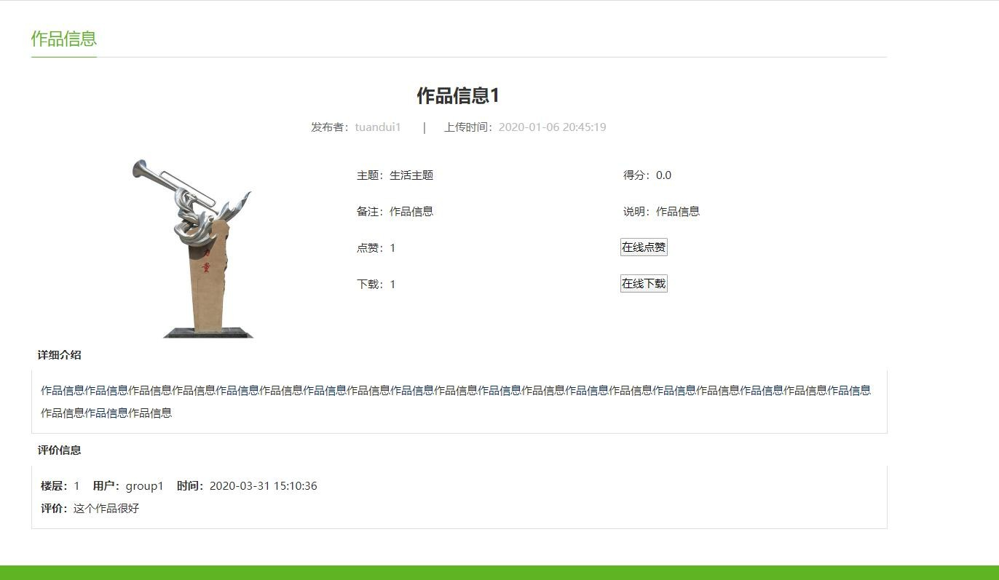 作品信息
作品信息1
发布者：tuandui1 | 上传时间：2020-01-06 20:45:19
主题：生活主题 得分：0.0
备注：作品信息 说明：作品信息
点赞：1 在线点赞
下载：1 在线下载
力量
详细介绍
作品信息作品信息作品信息作品信息作品信息作品信息作品信息作品信息作品信息作品信息作品信息作品信息作品信息作品信息作品信息作品信息作品信息作品信息作品信息
作品信息作品信息作品信息
评价信息
楼层：1 用户：group1 时间：2020-03-31 15:10:36
评价：这个作品很好